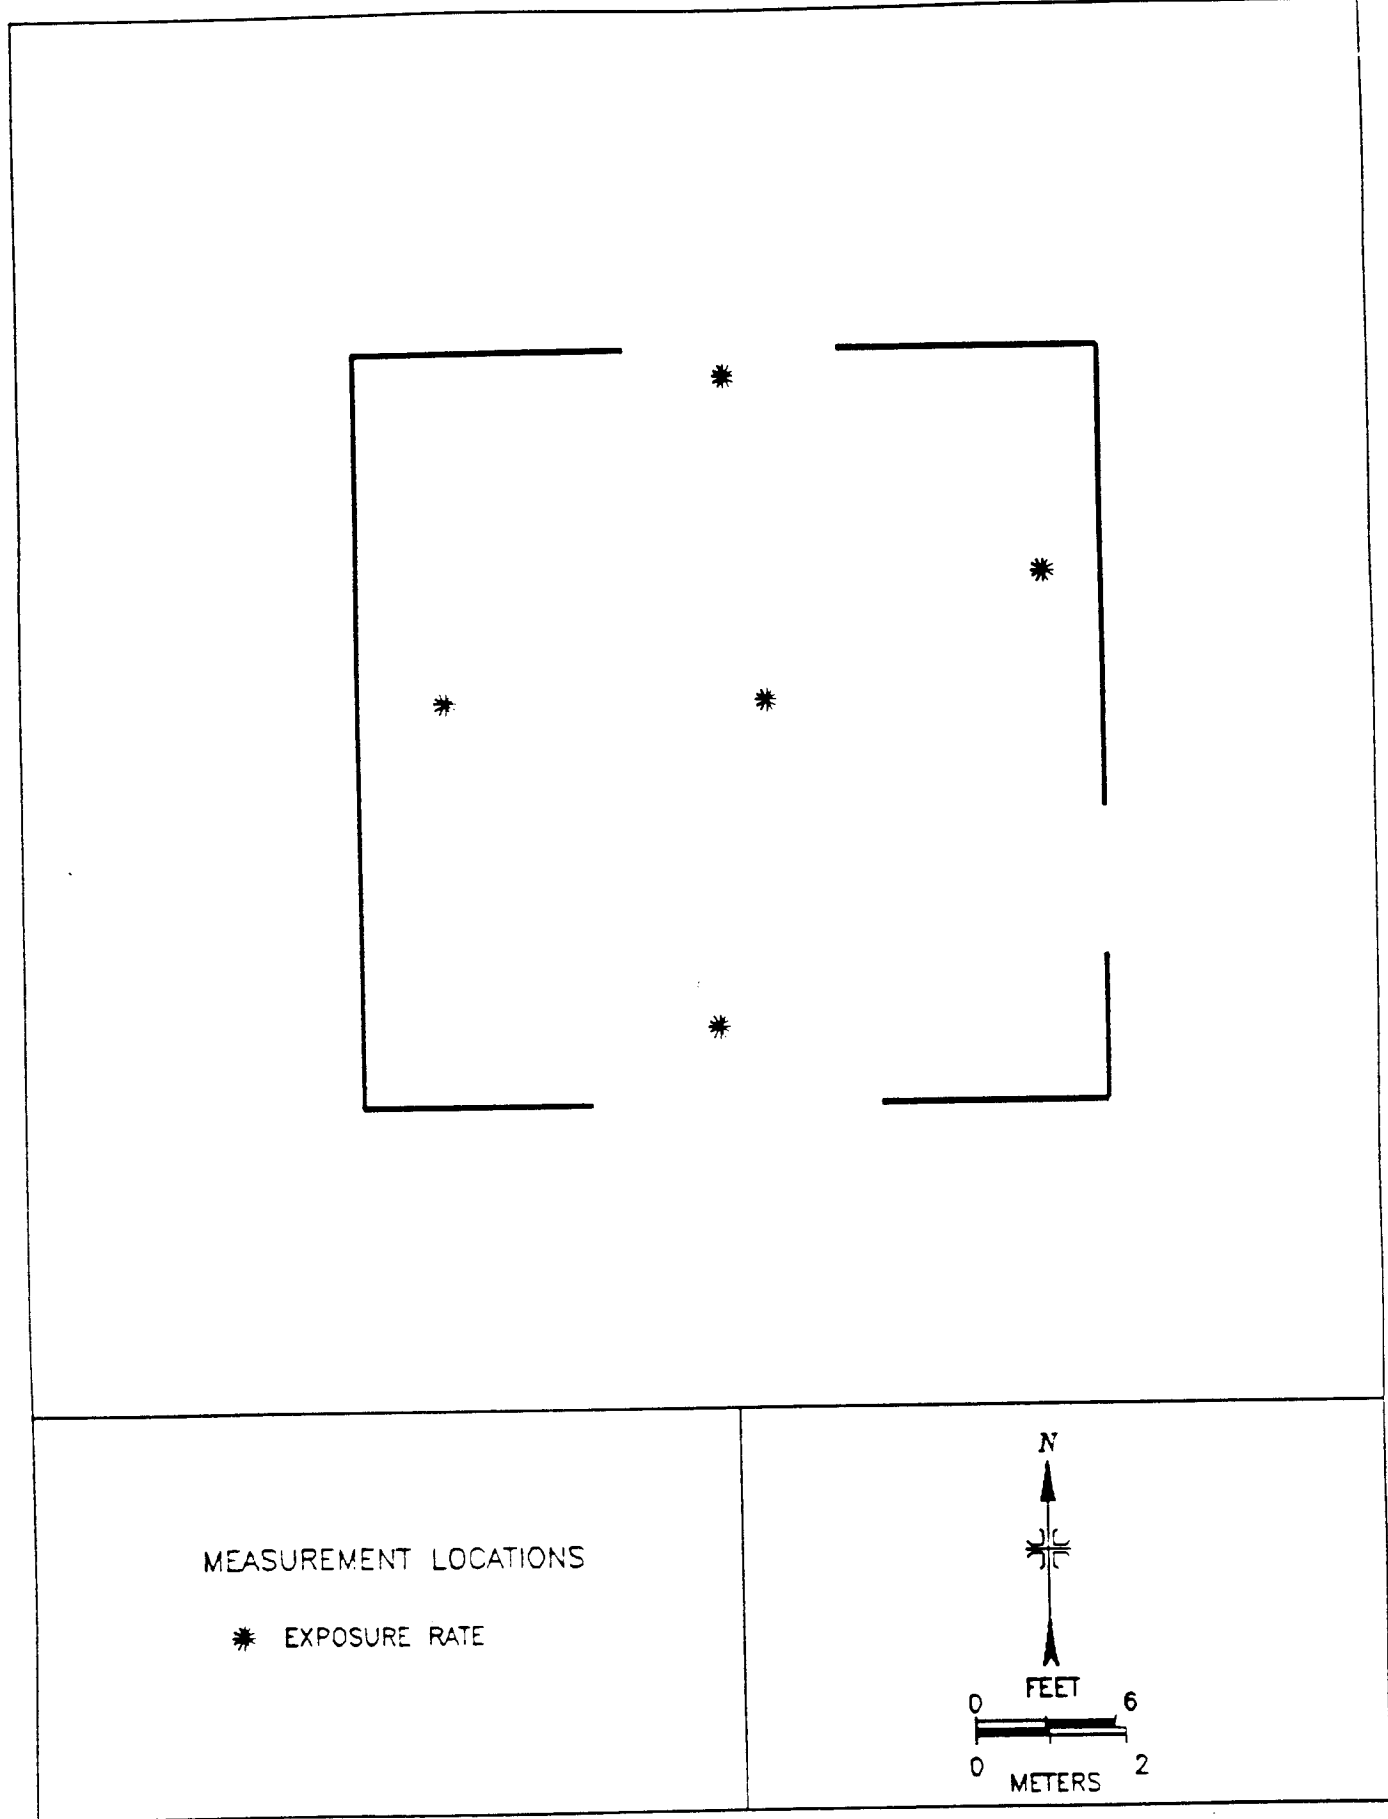 MEASUREMENT LOCATIONS
EXPOSURE RATE
N
FEET
0 6
0 2
METERS